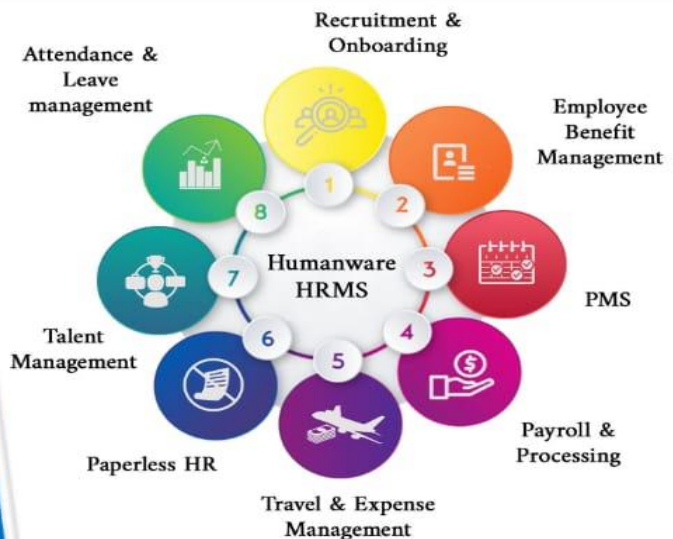 Recruitment &
Onboarding
Employee
Benefit
Management
PMS
Payroll &
Processing
Travel & Expense
Management
Paperless HR
Talent
Management
Attendance &
Leave
management
1
2
3
4
5
6
7
8
Humanware
HRMS
$